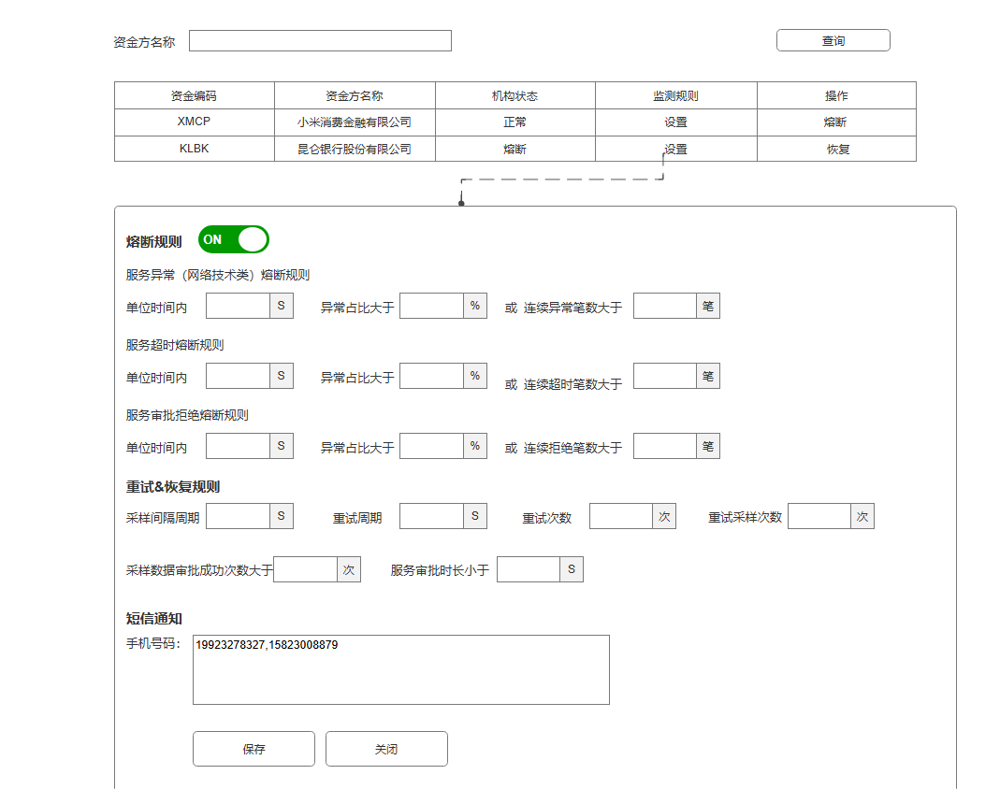 资金方名称 查询
资金编码 资金方名称 机构状态 监测规则 操作
XMCP 小米消费金融有限公司 正常 设置 熔断
KLBK 昆仑银行股份有限公司 熔断 设置 恢复
熔断规则 ON
服务异常（网络技术类）熔断规则
单位时间内 S 异常占比大于 % 或 连续异常笔数大于 笔
服务超时熔断规则
单位时间内 S 异常占比大于 % 或 连续超时笔数大于 笔
服务审批拒绝熔断规则
单位时间内 S 异常占比大于 % 或 连续拒绝笔数大于 笔
重试&恢复规则
采样间隔周期 S 重试周期 S 重试次数 次 重试采样次数 次
采样数据审批成功次数大于 次 服务审批时长小于 S
短信通知
手机号码： 19923278327,15823008879
保存 关闭